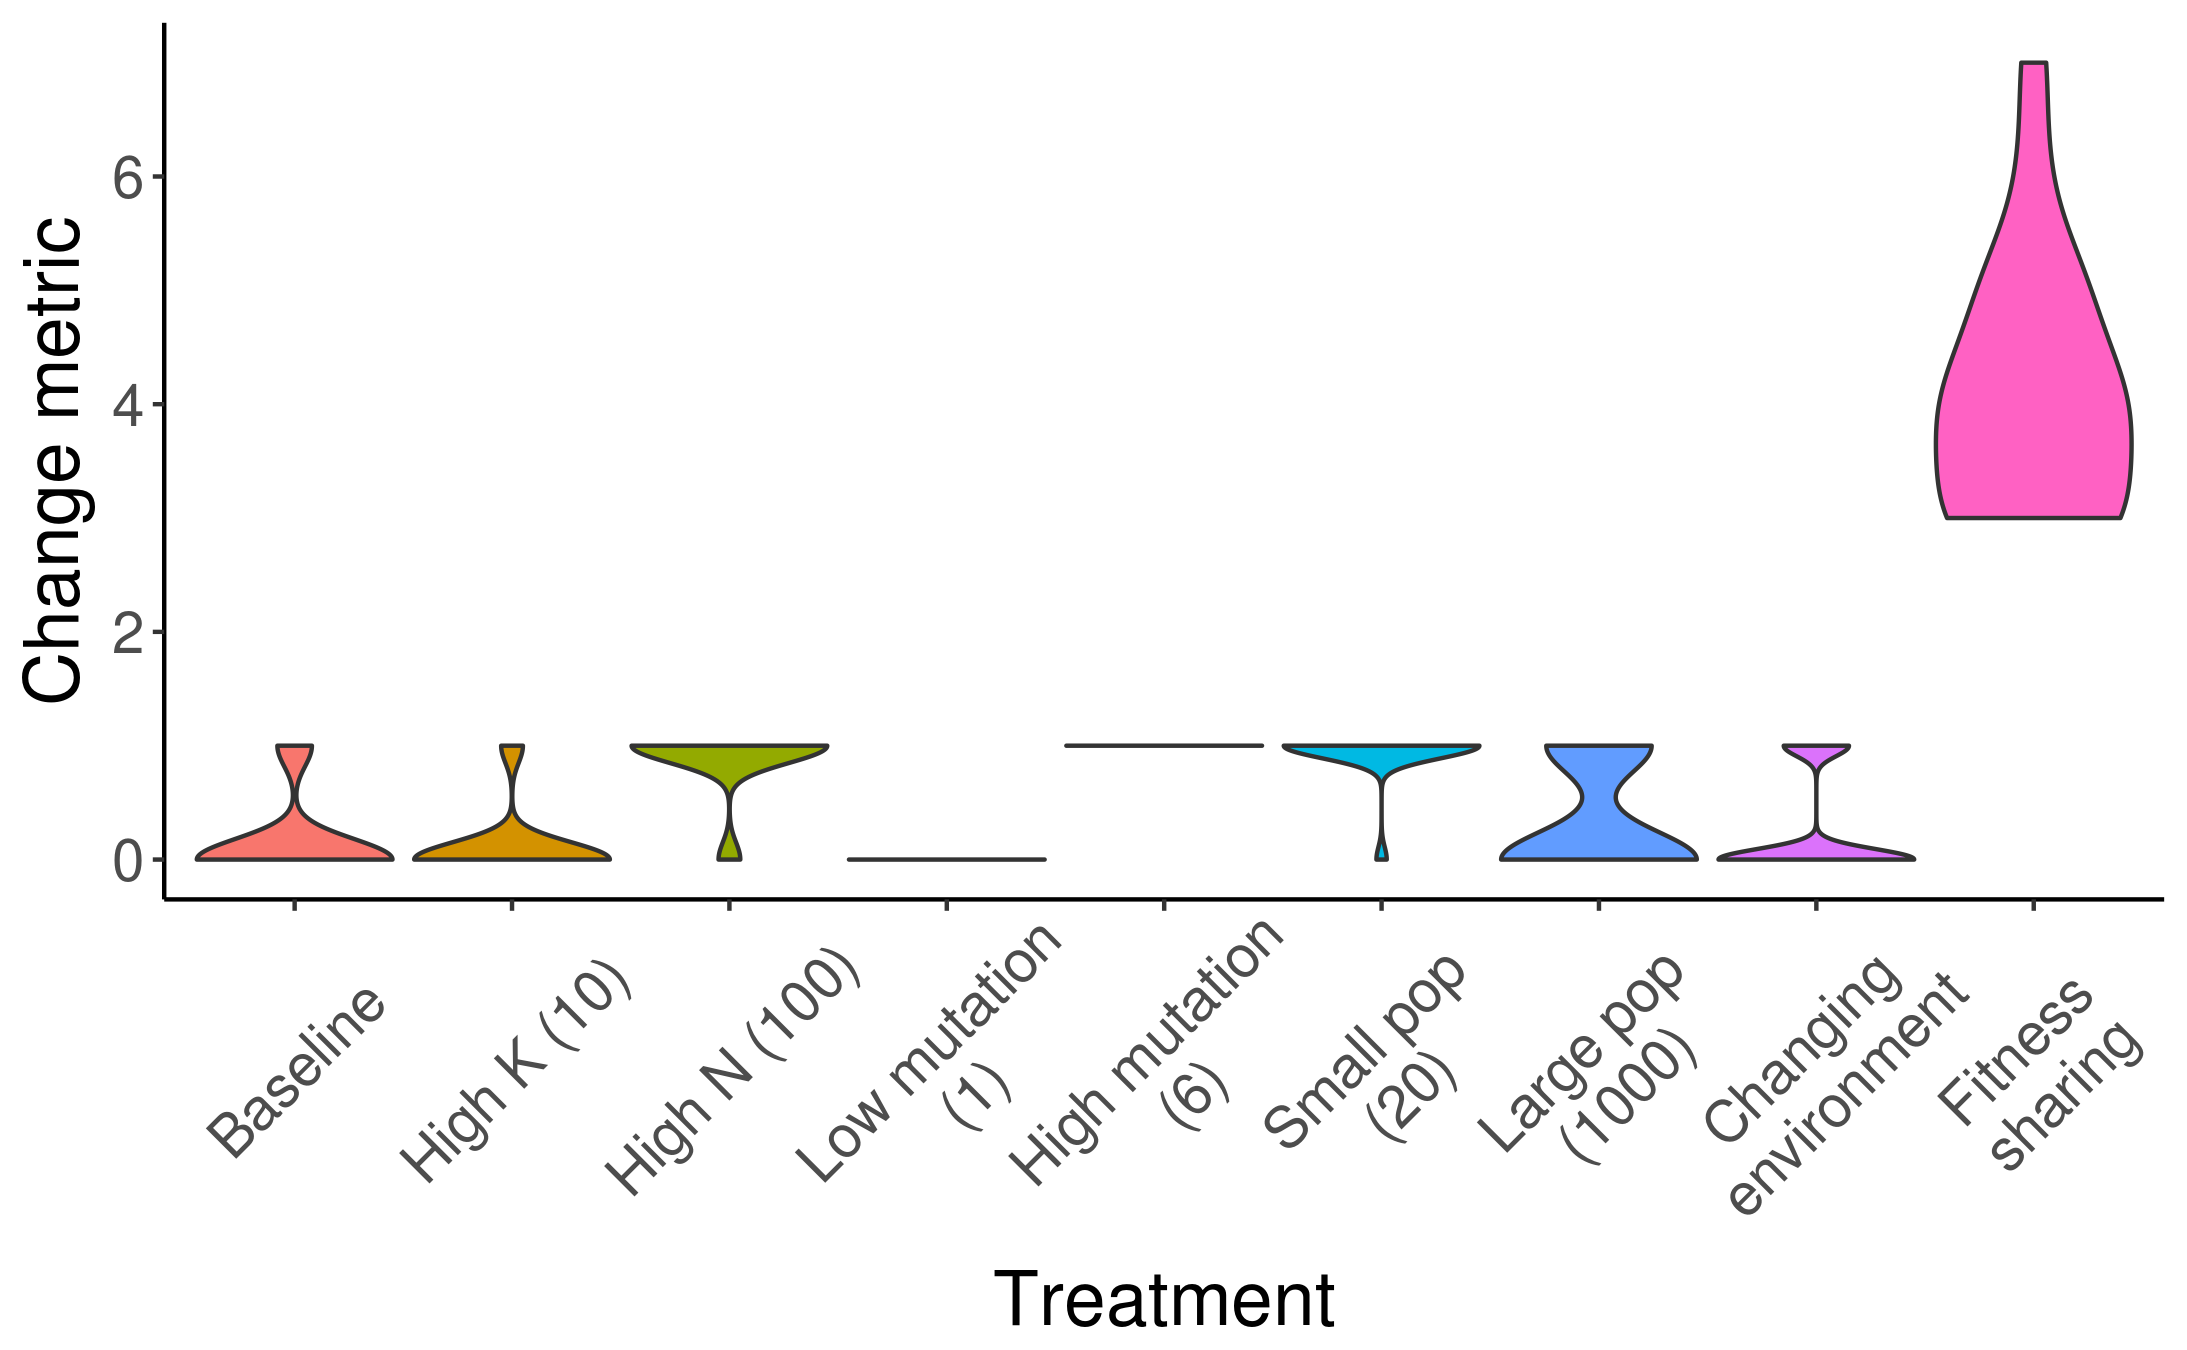 Change metric
6
4
2
0
Baseline
High K (10)
High N (100)
Low mutation
(1)
High mutation
(6)
Small pop
(20)
Large pop
(1000)
Changing
environment
Fitness
sharing
Treatment